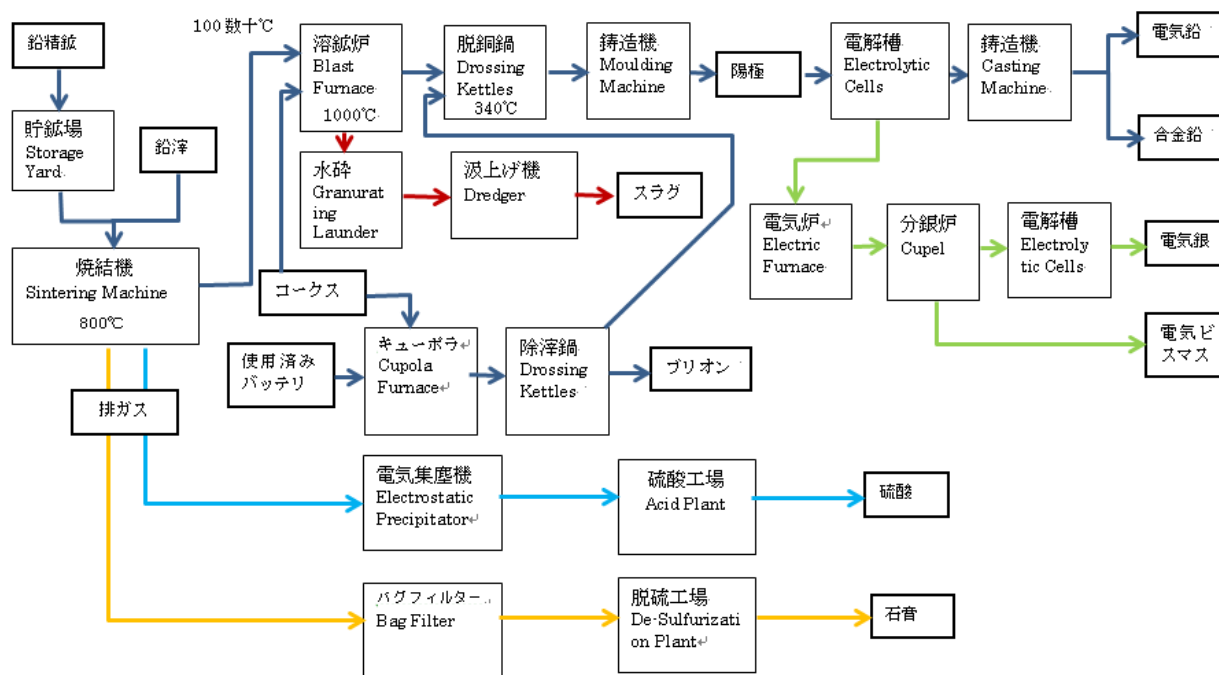 鉛精鉱
貯鉱場
Storage
Yard
鉛滓
焼結機
Sintering Machine
800℃
排ガス
100数十℃
溶鉱炉
Blast
Furnace
1000℃
脱銅鍋
Drossing
Kettles
340℃
鋳造機
Moulding
Machine
陽極
電解槽
Electrolytic
Cells
鋳造機
Casting
Machine
電気鉛
合金鉛
水砕
Granurat
ing
Launder
汲上げ機
Dredger
スラグ
電気炉
Electric
Furnace
分銀炉
Cupel
電解槽
Electroly
tic Cells
電気銀
電気ビ
スマス
コークス
使用済み
バッテリ
キューポラ
Cupola
Furnace
除滓鍋
Drossing
Kettles
ブリオン
電気集塵機
Electrostatic
Precipitator
硫酸工場
Acid Plant
硫酸
バグフィルター
Bag Filter
脱硫工場
De-Sulfurizati
on Plant
石膏